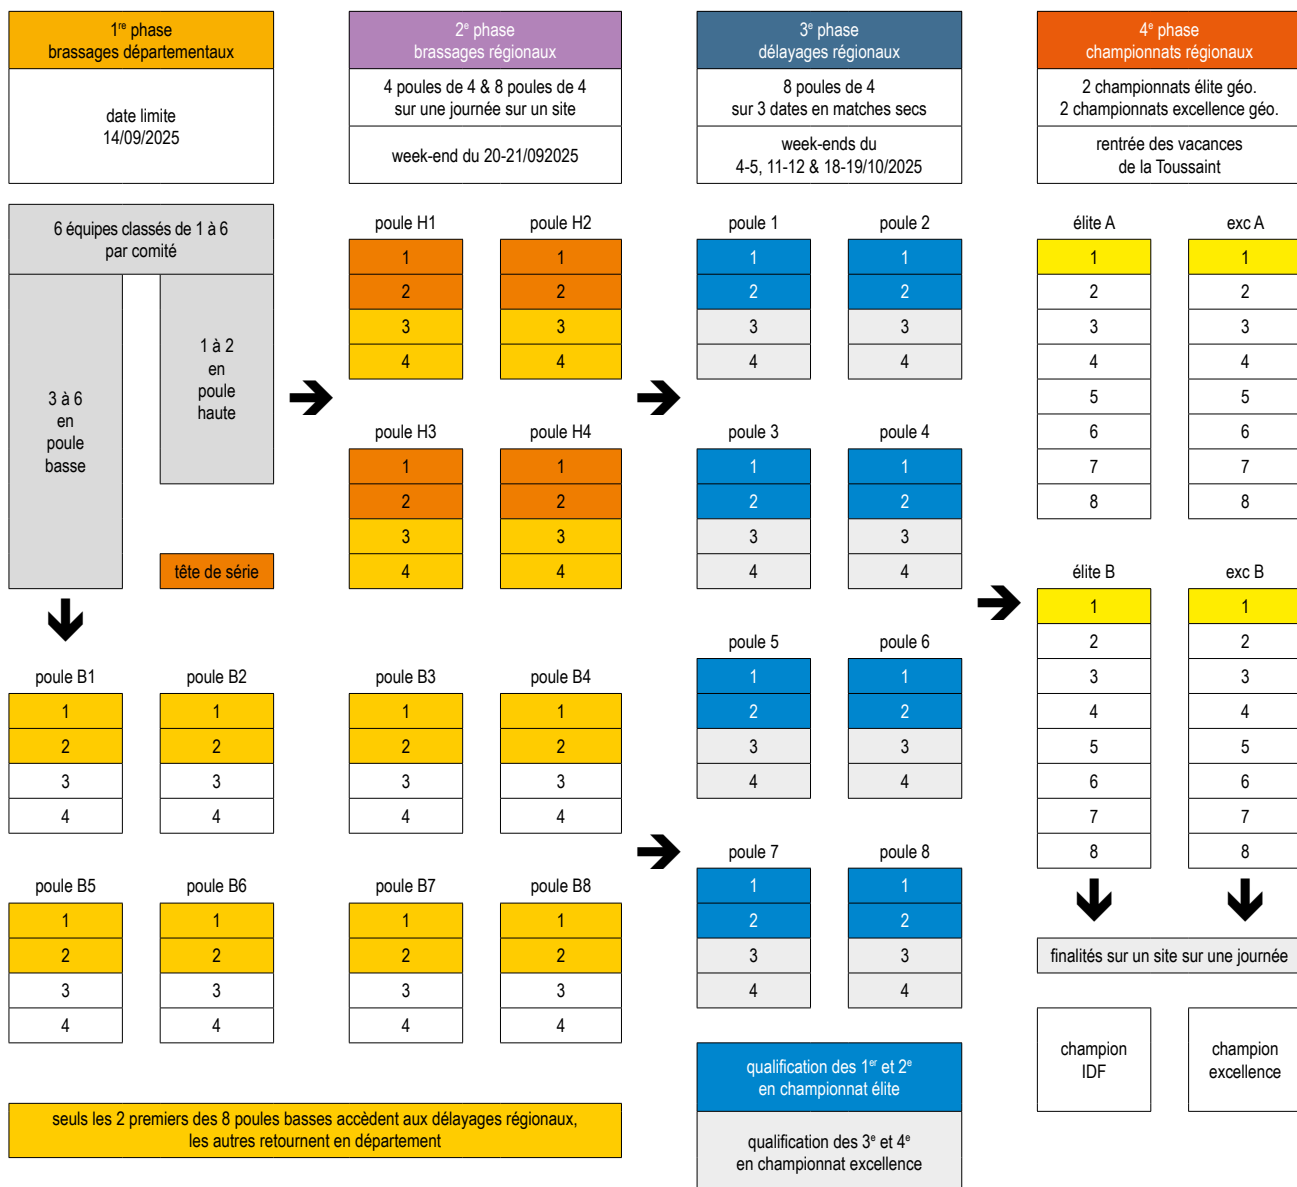 1re phase
brassages départementaux
date limite
14/09/2025
2e phase
brassages régionaux
4 poules de 4 & 8 poules de 4
sur une journée sur un site
week-end du 20-21/092025
3e phase
délayages régionaux
8 poules de 4
sur 3 dates en matches secs
week-ends du
4-5, 11-12 & 18-19/10/2025
4e phase
championnats régionaux
2 championnats élite géo.
2 championnats excellence géo.
rentrée des vacances
de la Toussaint
6 équipes classés de 1 à 6
par comité
3 à 6
en
poule
basse
1 à 2
en
poule
haute
tête de série
poule H1
1
2
3
4
poule H2
1
2
3
4
poule H3
1
2
3
4
poule H4
1
2
3
4
poule B1
1
2
3
4
poule B2
1
2
3
4
poule B3
1
2
3
4
poule B4
1
2
3
4
poule B5
1
2
3
4
poule B6
1
2
3
4
poule B7
1
2
3
4
poule B8
1
2
3
4
seuls les 2 premiers des 8 poules basses accèdent aux délayages régionaux,
les autres retournent en département
poule 1
1
2
3
4
poule 2
1
2
3
4
poule 3
1
2
3
4
poule 4
1
2
3
4
poule 5
1
2
3
4
poule 6
1
2
3
4
poule 7
1
2
3
4
poule 8
1
2
3
4
qualification des 1er et 2e
en championnat élite
qualification des 3e et 4e
en championnat excellence
élite A
1
2
3
4
5
6
7
8
exc A
1
2
3
4
5
6
7
8
élite B
1
2
3
4
5
6
7
8
exc B
1
2
3
4
5
6
7
8
finalités sur un site sur une journée
champion
IDF
champion
excellence